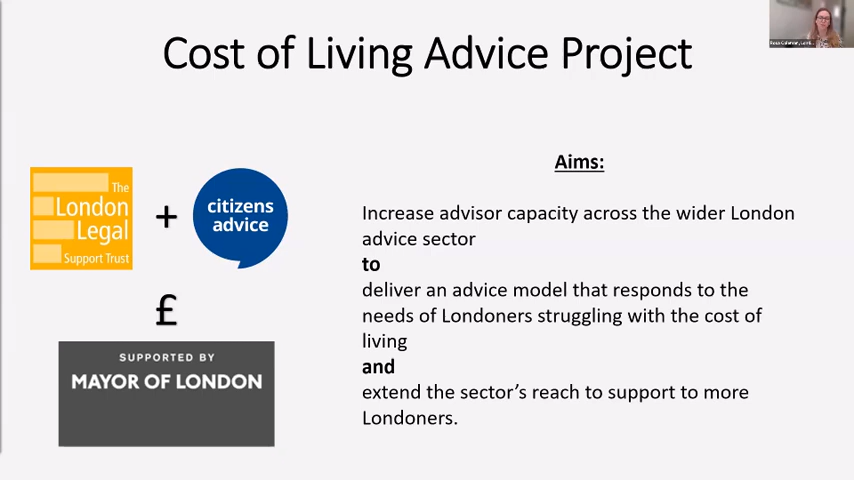 Cost of Living Advice Project
The
London
Legal
Support Trust
+
citizens
advice
£
SUPPORTED BY
MAYOR OF LONDON
Aims:
Increase advisor capacity across the wider London
advice sector
to
deliver an advice model that responds to the
needs of Londoners struggling with the cost of
living
and
extend the sector's reach to support to more
Londoners.